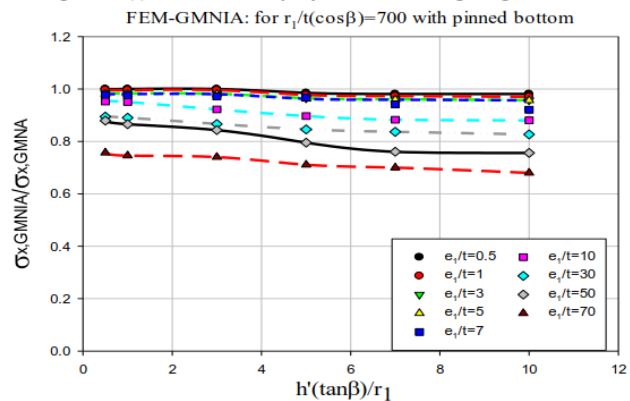 FEM-GMNIA: for r1/t(cosβ)=700 with pinned bottom
σx,GMNIA/σx,GMNA
1.2
1.0
0.8
0.6
0.4
0.2
0.0
e1/t=0.5
e1/t=1
e1/t=3
e1/t=5
e1/t=7
e1/t=10
e1/t=30
e1/t=50
e1/t=70
0 2 4 6 8 10 12
h'(tanβ)/r1